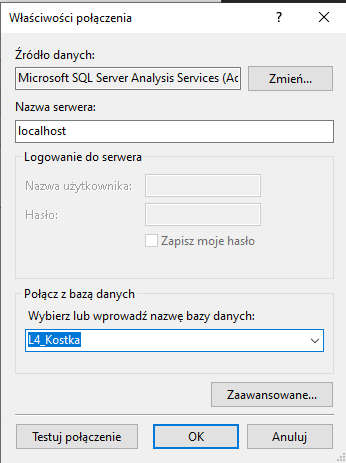 Właściwości połączenia
?
Źródło danych:
Microsoft SQL Server Analysis Services (Ad
Zmień...
Nazwa serwera:
localhost
Logowanie do serwera
Nazwa użytkownika:
Hasło:
Zapisz moje hasło
Połącz z bazą danych
Wybierz lub wprowadź nazwę bazy danych:
L4_Kostka
Zaawansowane...
Testuj połączenie
OK
Anuluj